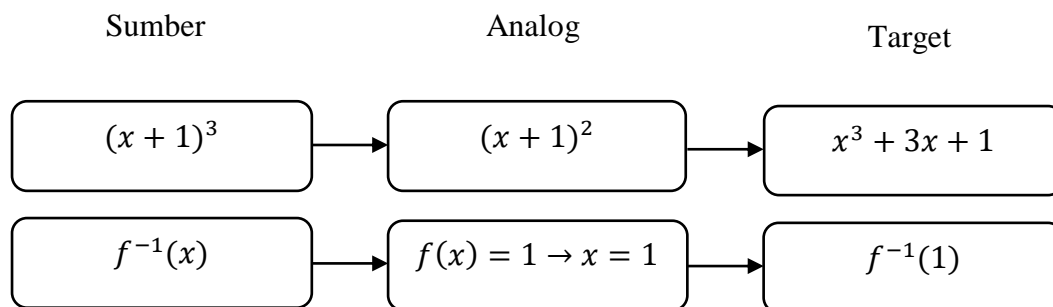 Sumber Analog Target
(x + 1)³ (x + 1)² x³ + 3x + 1
f⁻¹(x) f(x) = 1 → x = 1 f⁻¹(1)